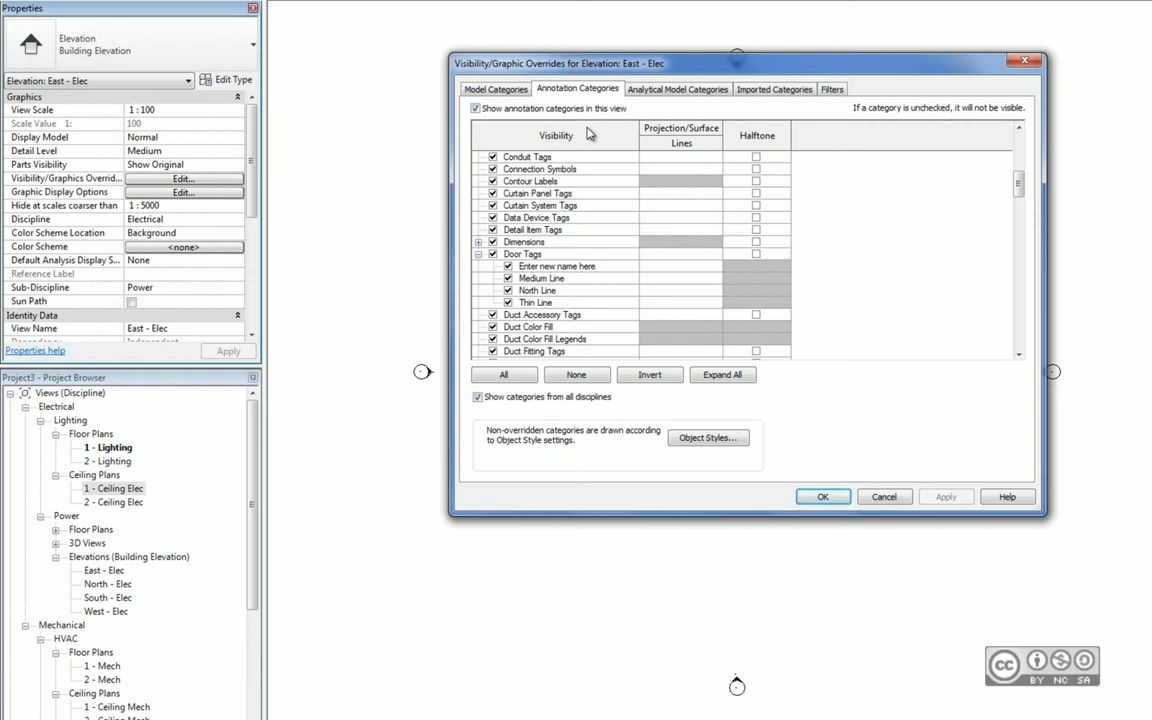 Properties
Elevation
Building Elevation
Elevation: East - Elec
Edit Type
Graphics
View Scale 1 : 100
Scale Value 1: 100
Display Model Normal
Detail Level Medium
Parts Visibility Show Original
Visibility/Graphics Overrid... Edit...
Graphic Display Options Edit...
Hide at scales coarser than 1 : 5000
Discipline Electrical
Color Scheme Location Background
Color Scheme <none>
Default Analysis Display S... None
Reference Label
Sub-Discipline Power
Sun Path
Identity Data
View Name East - Elec
Properties help
Apply
Project3 - Project Browser
Views (Discipline)
Electrical
Lighting
Floor Plans
1 - Lighting
2 - Lighting
Ceiling Plans
1 - Ceiling Elec
2 - Ceiling Elec
Power
Floor Plans
3D Views
Elevations (Building Elevation)
East - Elec
North - Elec
South - Elec
West - Elec
Mechanical
HVAC
Floor Plans
1 - Mech
2 - Mech
Ceiling Plans
1 - Ceiling Mech
Visibility/Graphic Overrides for Elevation: East - Elec
Model Categories
Annotation Categories
Analytical Model Categories
Imported Categories
Filters
Show annotation categories in this view
If a category is unchecked, it will not be visible.
Visibility
Projection/Surface
Lines
Halftone
Conduit Tags
Connection Symbols
Contour Labels
Curtain Panel Tags
Curtain System Tags
Data Device Tags
Detail Item Tags
Dimensions
Door Tags
Enter new name here
Medium Line
North Line
Thin Line
Duct Accessory Tags
Duct Color Fill
Duct Color Fill Legends
Duct Fitting Tags
All
None
Invert
Expand All
Show categories from all disciplines
Non-overridden categories are drawn according
to Object Style settings.
Object Styles...
OK
Cancel
Apply
Help
cc
BY NC SA